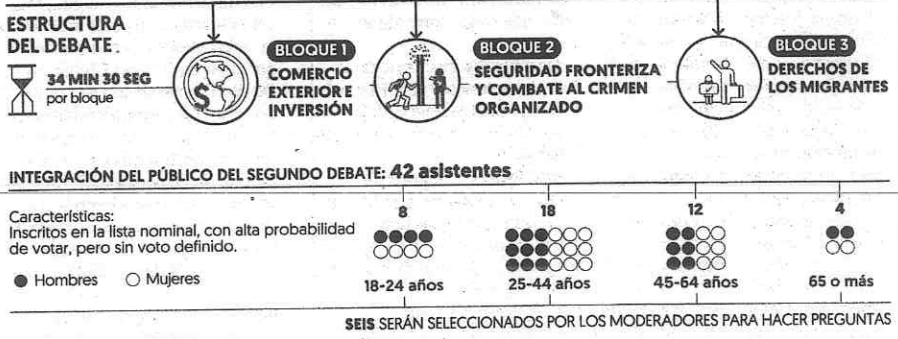 ESTRUCTURA
DEL DEBATE
34 MIN 30 SEG
por bloque
$
BLOQUE 1
COMERCIO
EXTERIOR E
INVERSIÓN
BLOQUE 2
SEGURIDAD FRONTERIZA
Y COMBATE AL CRIMEN
ORGANIZADO
BLOQUE 3
DERECHOS DE
LOS MIGRANTES
INTEGRACIÓN DEL PÚBLICO DEL SEGUNDO DEBATE: 42 asistentes
Características:
Inscritos en la lista nominal, con alta probabilidad
de votar, pero sin voto definido.
Hombres Mujeres
8
18-24 años
18
25-44 años
12
45-64 años
4
65 o más
SEIS SERÁN SELECCIONADOS POR LOS MODERADORES PARA HACER PREGUNTAS